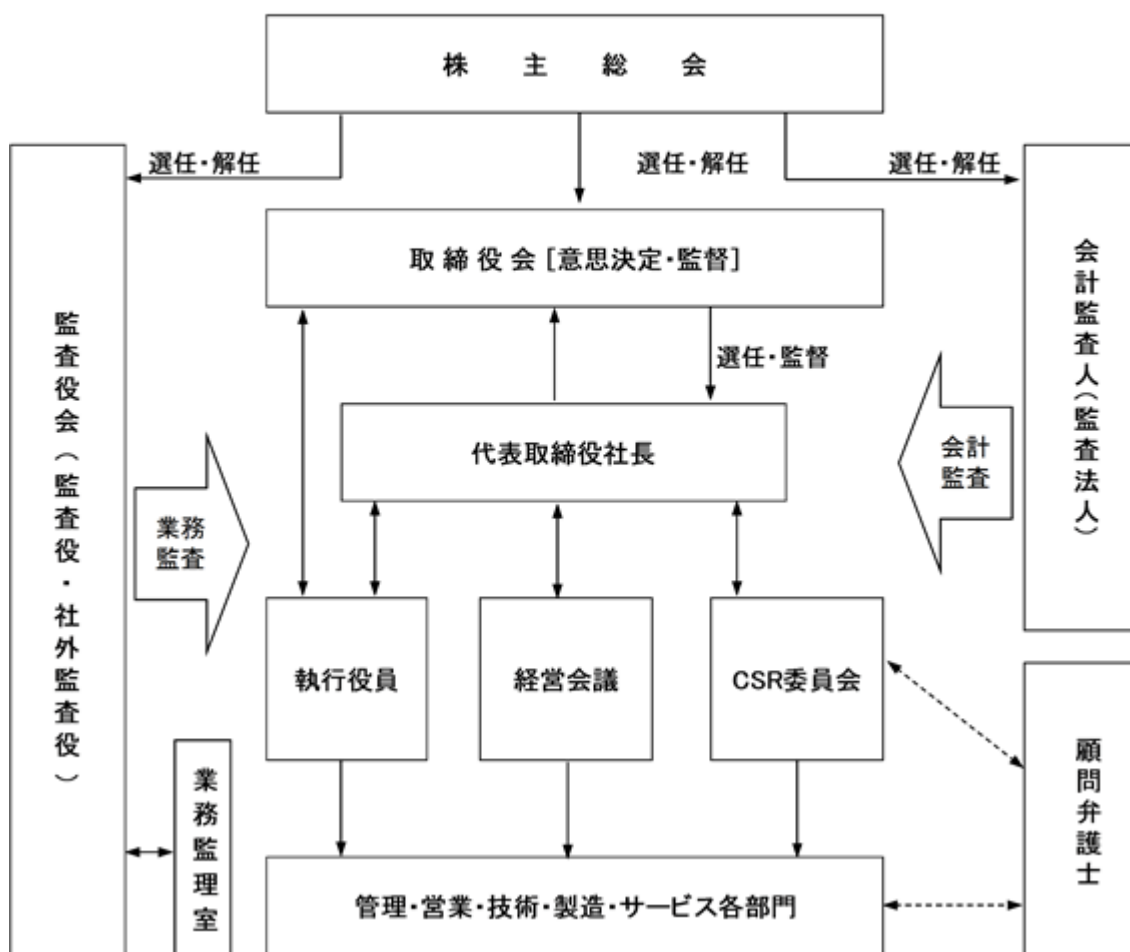 株主総会
選任・解任
選任・解任
選任・解任
取締役会［意思決定・監督］
選任・監督
代表取締役社長
監査役会（監査役・社外監査役）
業務
監査
会計
監査
会計監査人（監査法人）
執行役員
経営会議
CSR委員会
業務監理室
顧問弁護士
管理・営業・技術・製造・サービス各部門